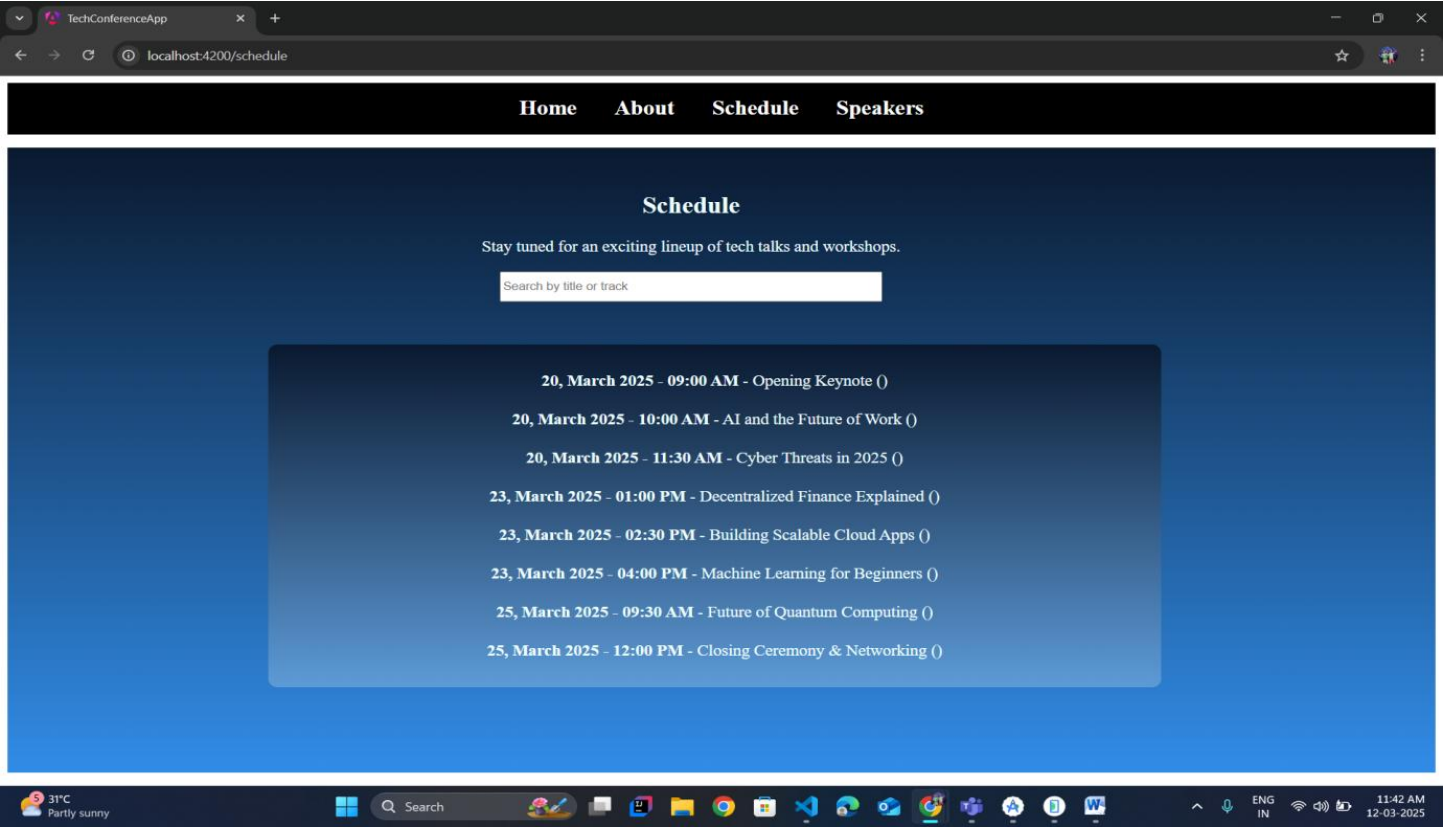 TechConferenceApp
localhost:4200/schedule
Home About Schedule Speakers
Schedule
Stay tuned for an exciting lineup of tech talks and workshops.
Search by title or track
20, March 2025 - 09:00 AM - Opening Keynote ()
20, March 2025 - 10:00 AM - AI and the Future of Work ()
20, March 2025 - 11:30 AM - Cyber Threats in 2025 ()
23, March 2025 - 01:00 PM - Decentralized Finance Explained ()
23, March 2025 - 02:30 PM - Building Scalable Cloud Apps ()
23, March 2025 - 04:00 PM - Machine Learning for Beginners ()
25, March 2025 - 09:30 AM - Future of Quantum Computing ()
25, March 2025 - 12:00 PM - Closing Ceremony & Networking ()
5
31°C
Partly sunny
Search
ENG
IN
11:42 AM
12-03-2025